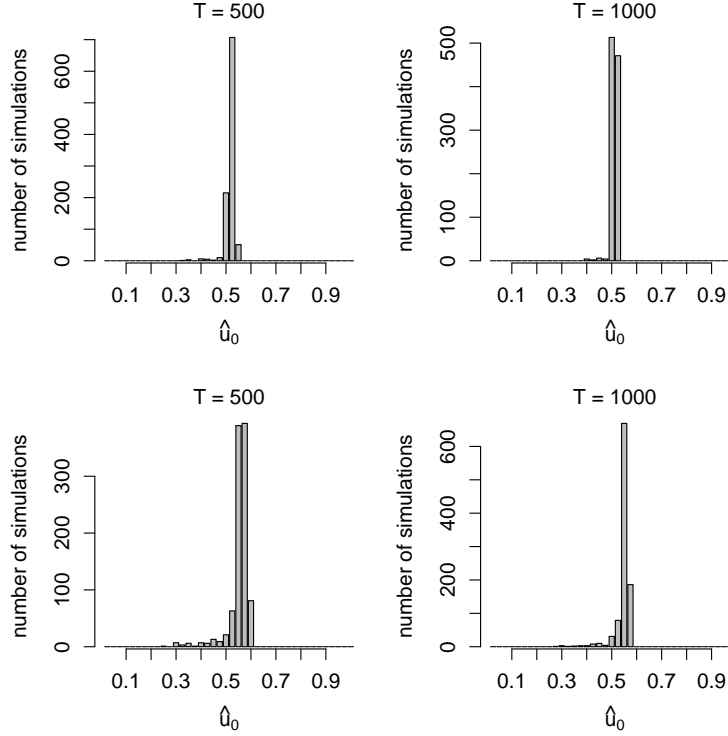 T = 500
number of simulations
0 200 400 600
0.1 0.3 0.5 0.7 0.9
û₀
T = 1000
number of simulations
0 100 300 500
0.1 0.3 0.5 0.7 0.9
û₀
T = 500
number of simulations
0 100 200 300
0.1 0.3 0.5 0.7 0.9
û₀
T = 1000
number of simulations
0 200 400 600
0.1 0.3 0.5 0.7 0.9
û₀